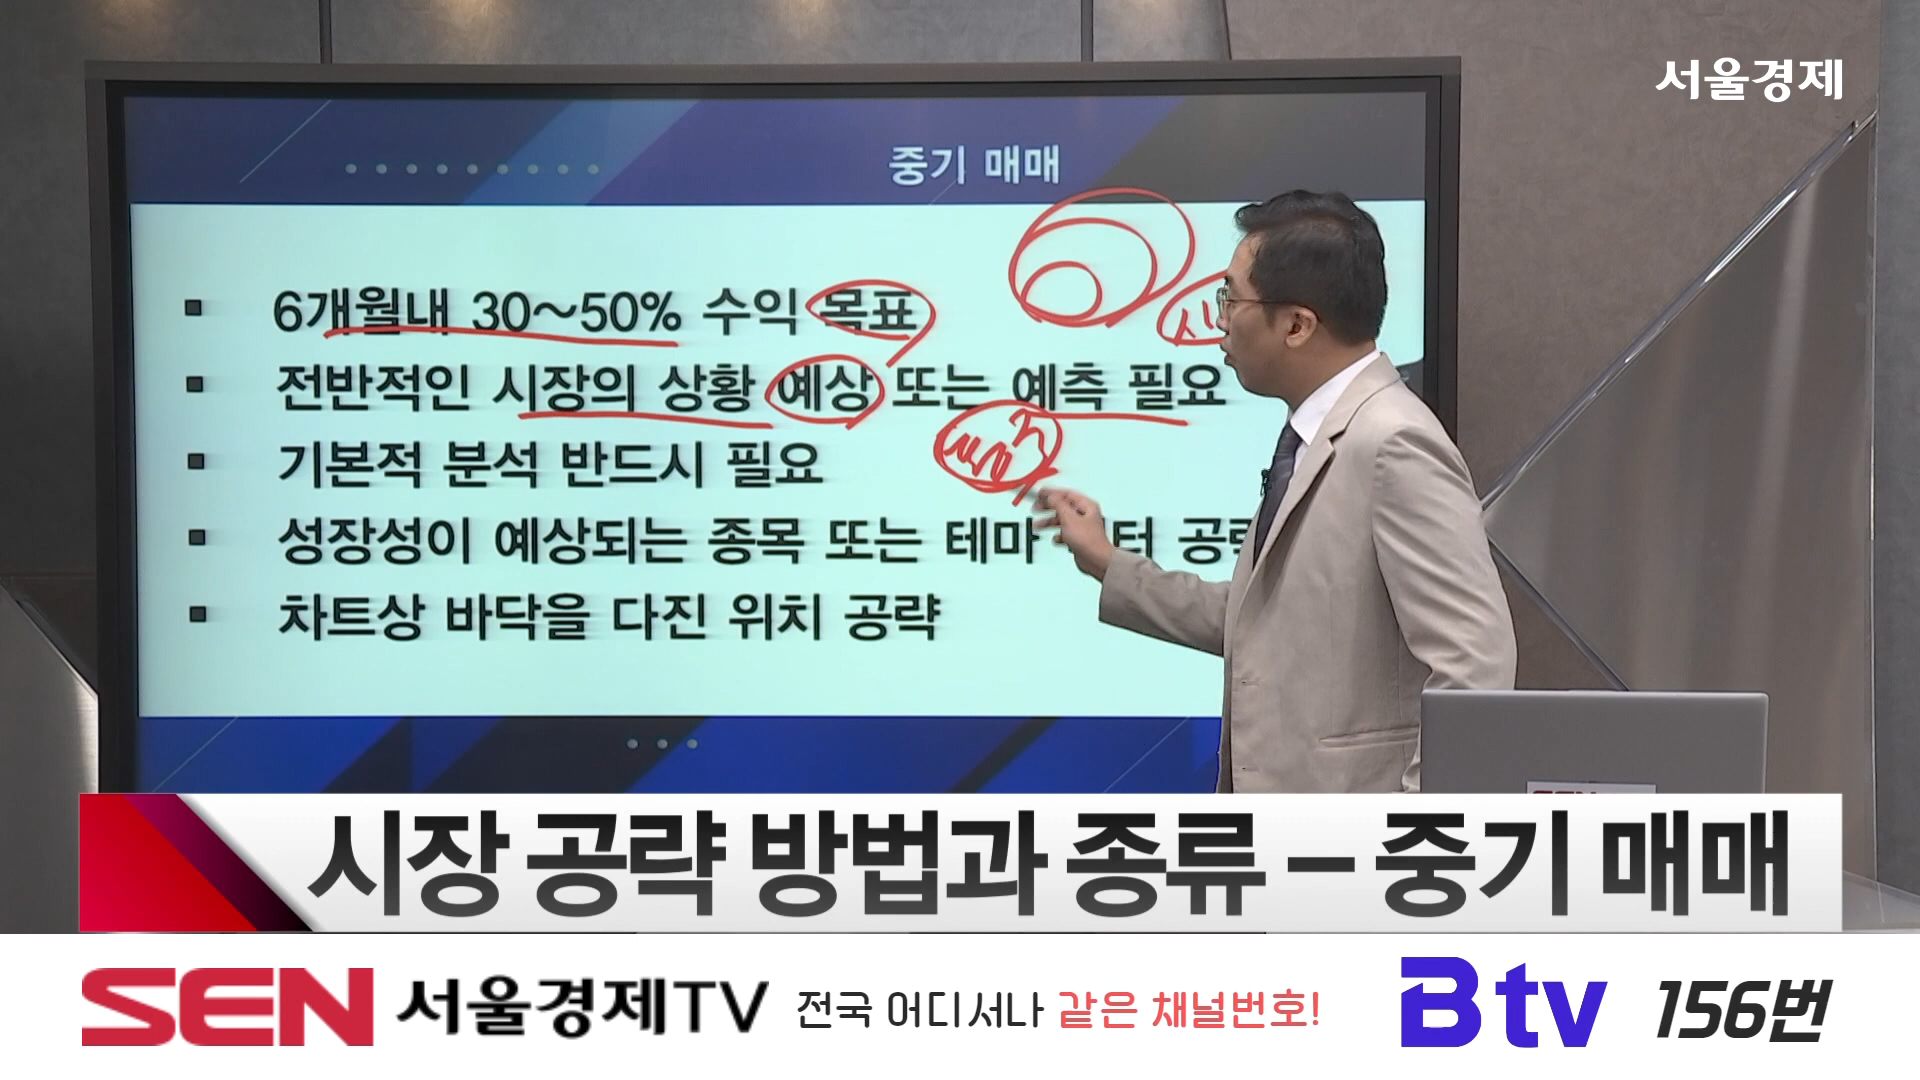 서울경제
중기 매매
▪ 6개월내 30~50% 수익 목표
▪ 전반적인 시장의 상황 예상 또는 예측 필요
▪ 기본적 분석 반드시 필요
▪ 성장성이 예상되는 종목 또는 테마 공략
▪ 차트상 바닥을 다진 위치 공략
SEN
시장 공략 방법과 종류 – 중기 매매
SEN 서울경제TV 전국 어디서나 같은 채널번호! B tv 156번